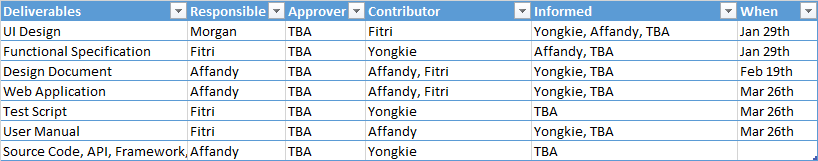 Deliverables Responsible Approver Contributor Informed When
UI Design Morgan TBA Fitri Yongkie, Affandy, TBA Jan 29th
Functional Specification Fitri TBA Yongkie Affandy, TBA Jan 29th
Design Document Affandy TBA Affandy, Fitri Yongkie, TBA Feb 19th
Web Application Affandy TBA Affandy, Fitri Yongkie, TBA Mar 26th
Test Script Fitri TBA Yongkie TBA Mar 26th
User Manual Fitri TBA Affandy Yongkie, TBA Mar 26th
Source Code, API, Framework, Affandy TBA Yongkie TBA